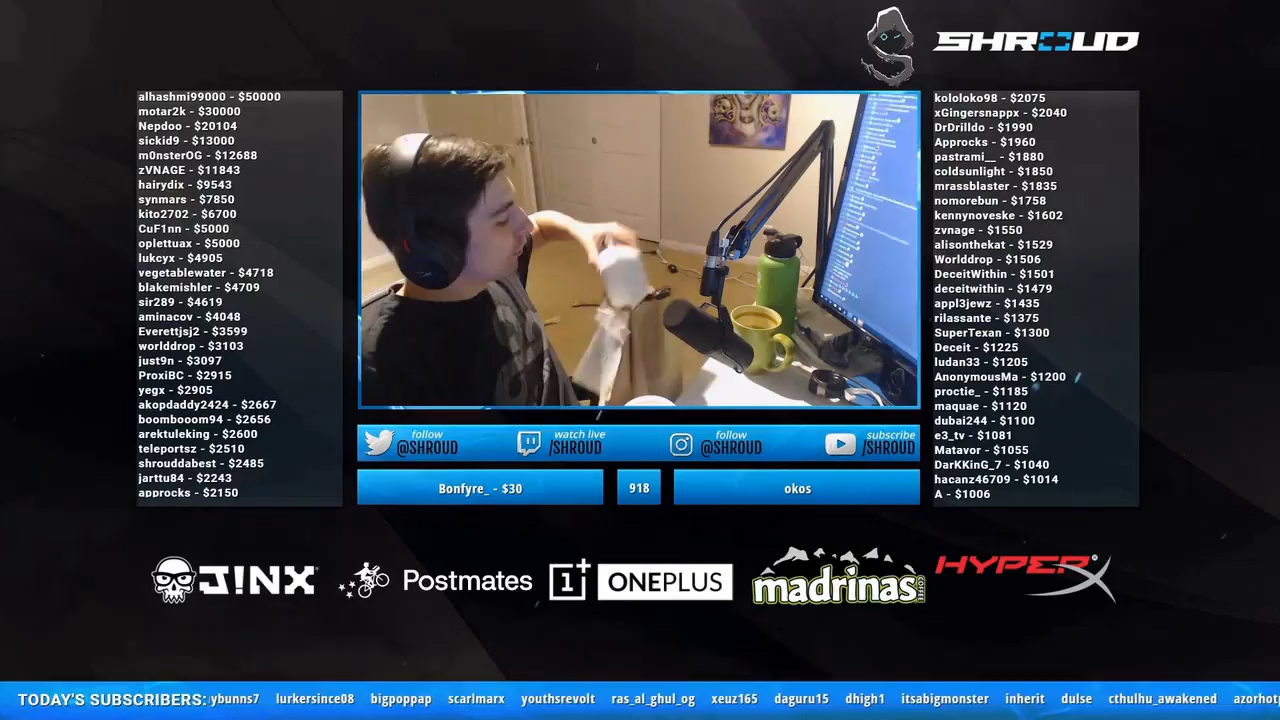 SHROUD
alhashmi99000 - $50000
motar2k - $30000
Nepdoo - $20104
sickid9 - $13000
m0nsterOG - $12688
zVNAGE - $11843
hairydix - $9543
synmars - $7850
kito2702 - $6700
CuF1nn - $5000
oplettuax - $5000
lukcyx - $4905
vegetablewater - $4718
blakemishler - $4709
sir289 - $4619
aminacov - $4048
Everettjsj2 - $3599
worlddrop - $3103
just9n - $3097
ProxiBC - $2915
yegx - $2905
akopdaddy2424 - $2667
boombooom94 - $2656
arektuleking - $2600
teleportsz - $2510
shrouddabest - $2485
jarttu84 - $2243
approcks - $2150
kololoko98 - $2075
xGingersnappx - $2040
DrDrilldo - $1990
Approcks - $1960
pastrami__ - $1880
coldsunlight - $1850
mrassblaster - $1835
nomorebun - $1758
kennynoveske - $1602
zvnage - $1550
alisonthekat - $1529
Worlddrop - $1506
DeceitWithin - $1501
deceitwithin - $1479
appl3jewz - $1435
rilassante - $1375
SuperTexan - $1300
Deceit - $1225
ludan33 - $1205
AnonymousMa - $1200
proctie_ - $1185
maquae - $1120
dubai244 - $1100
e3_tv - $1081
Matavor - $1055
DarKKinG_7 - $1040
hacanz46709 - $1014
A - $1006
follow @SHROUD
watch live /SHROUD
follow @SHROUD
subscribe /SHROUD
Bonfyre_ - $30
918
okos
J!NX
Postmates
1+ ONEPLUS
madrinas COFFEE
HYPERX
TODAY'S SUBSCRIBERS: ybunns7 lurkersince08 bigpoppap scarlmarx youthsrevolt ras_al_ghul_og xeuz165 daguru15 dhigh1 itsabigmonster inherit dulse cthulhu_awakened azorhot